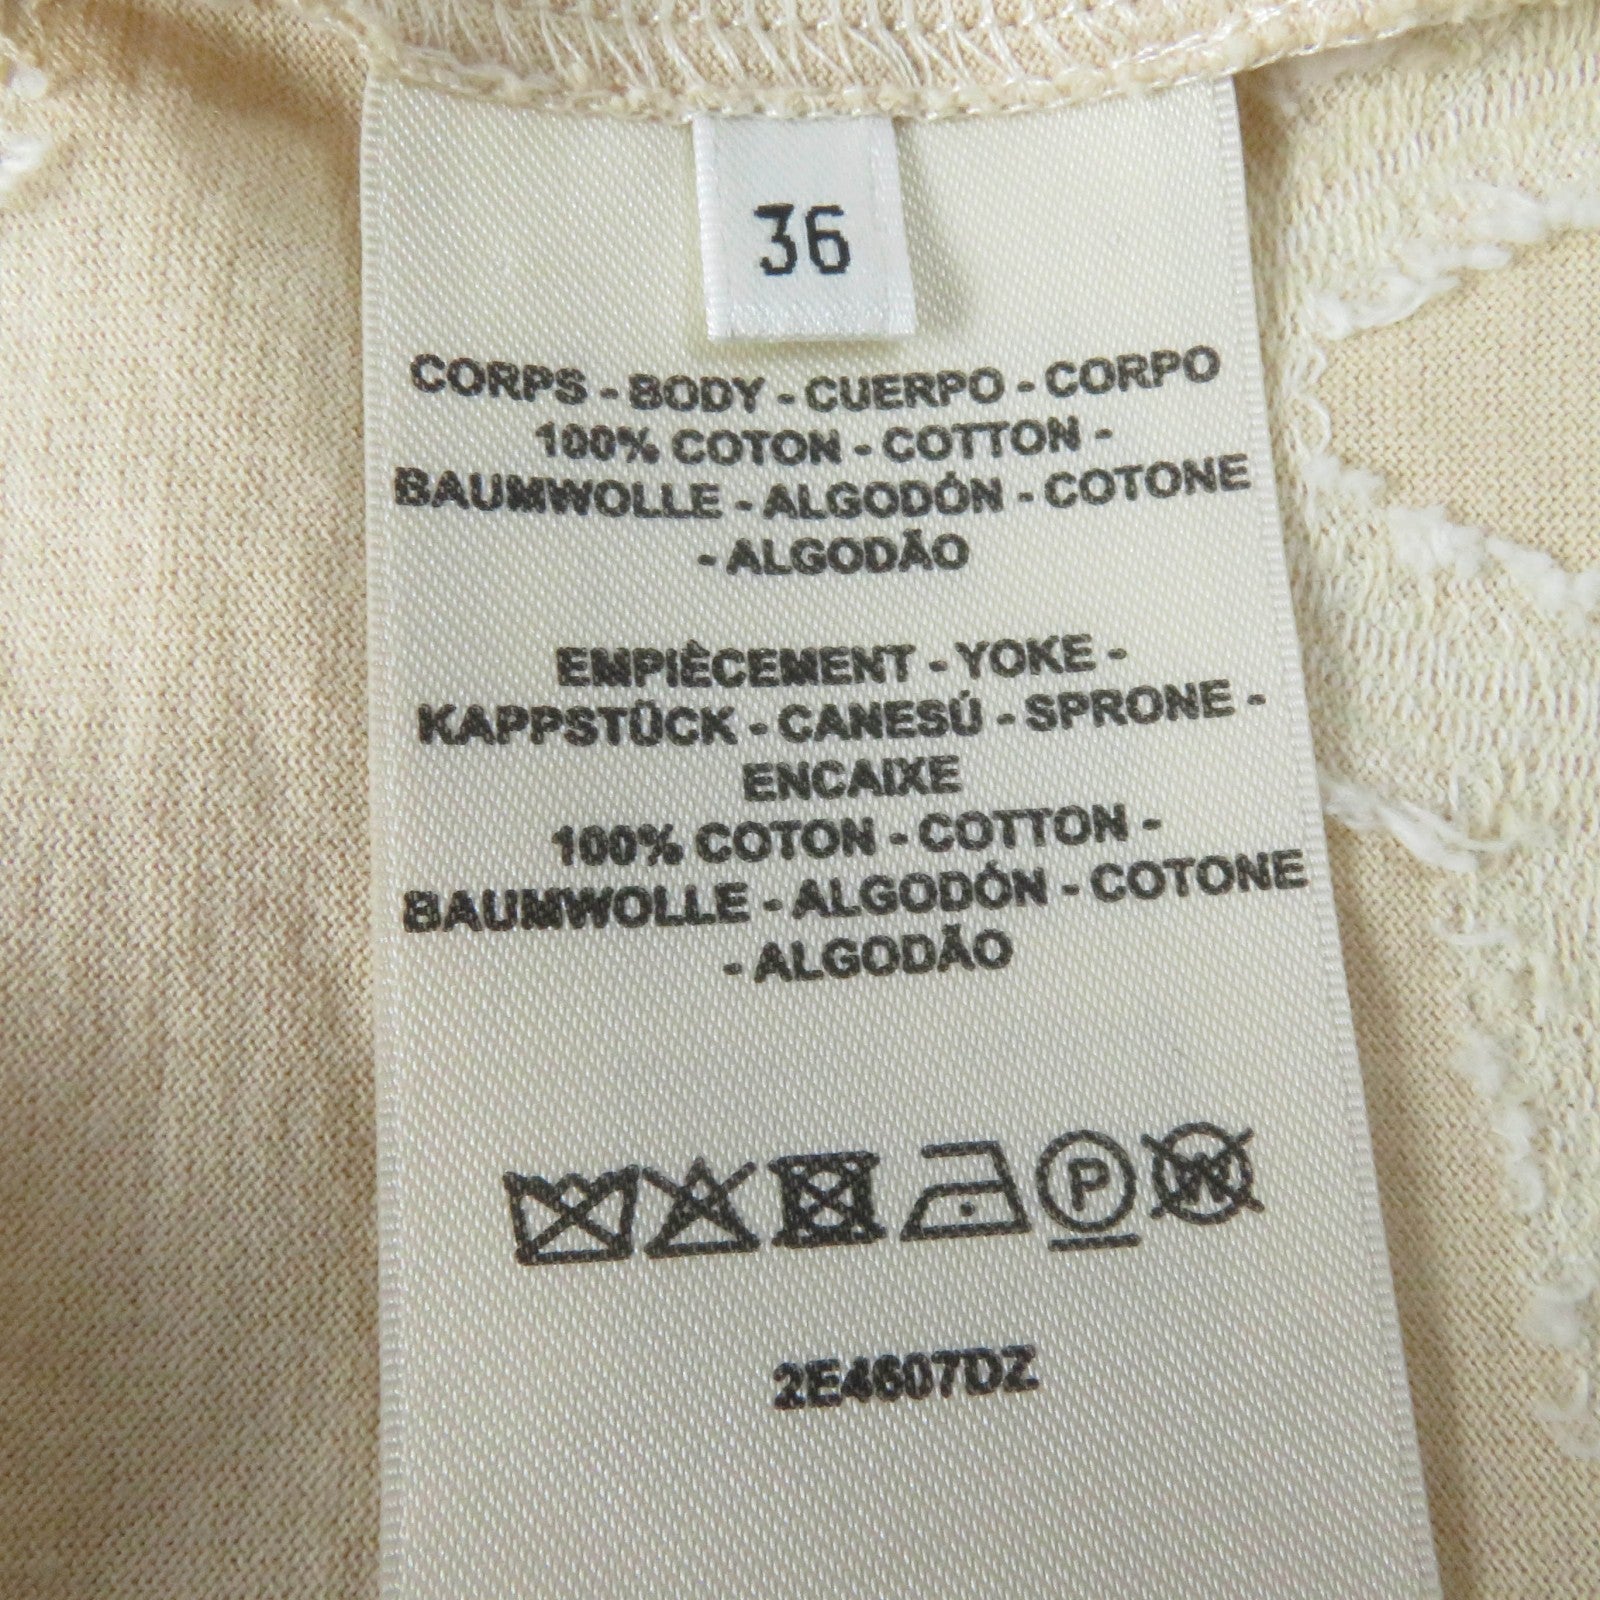 36
CORPS - BODY - CUERPO - CORPO
100% COTON - COTTON -
BAUMWOLLE - ALGODÓN - COTONE
- ALGODÃO
EMPIÈCEMENT - YOKE -
KAPPSTÜCK - CANESÚ - SPRONE -
ENCAIXE
100% COTON - COTTON -
BAUMWOLLE - ALGODÓN - COTONE
- ALGODÃO
P W
2E4607DZ